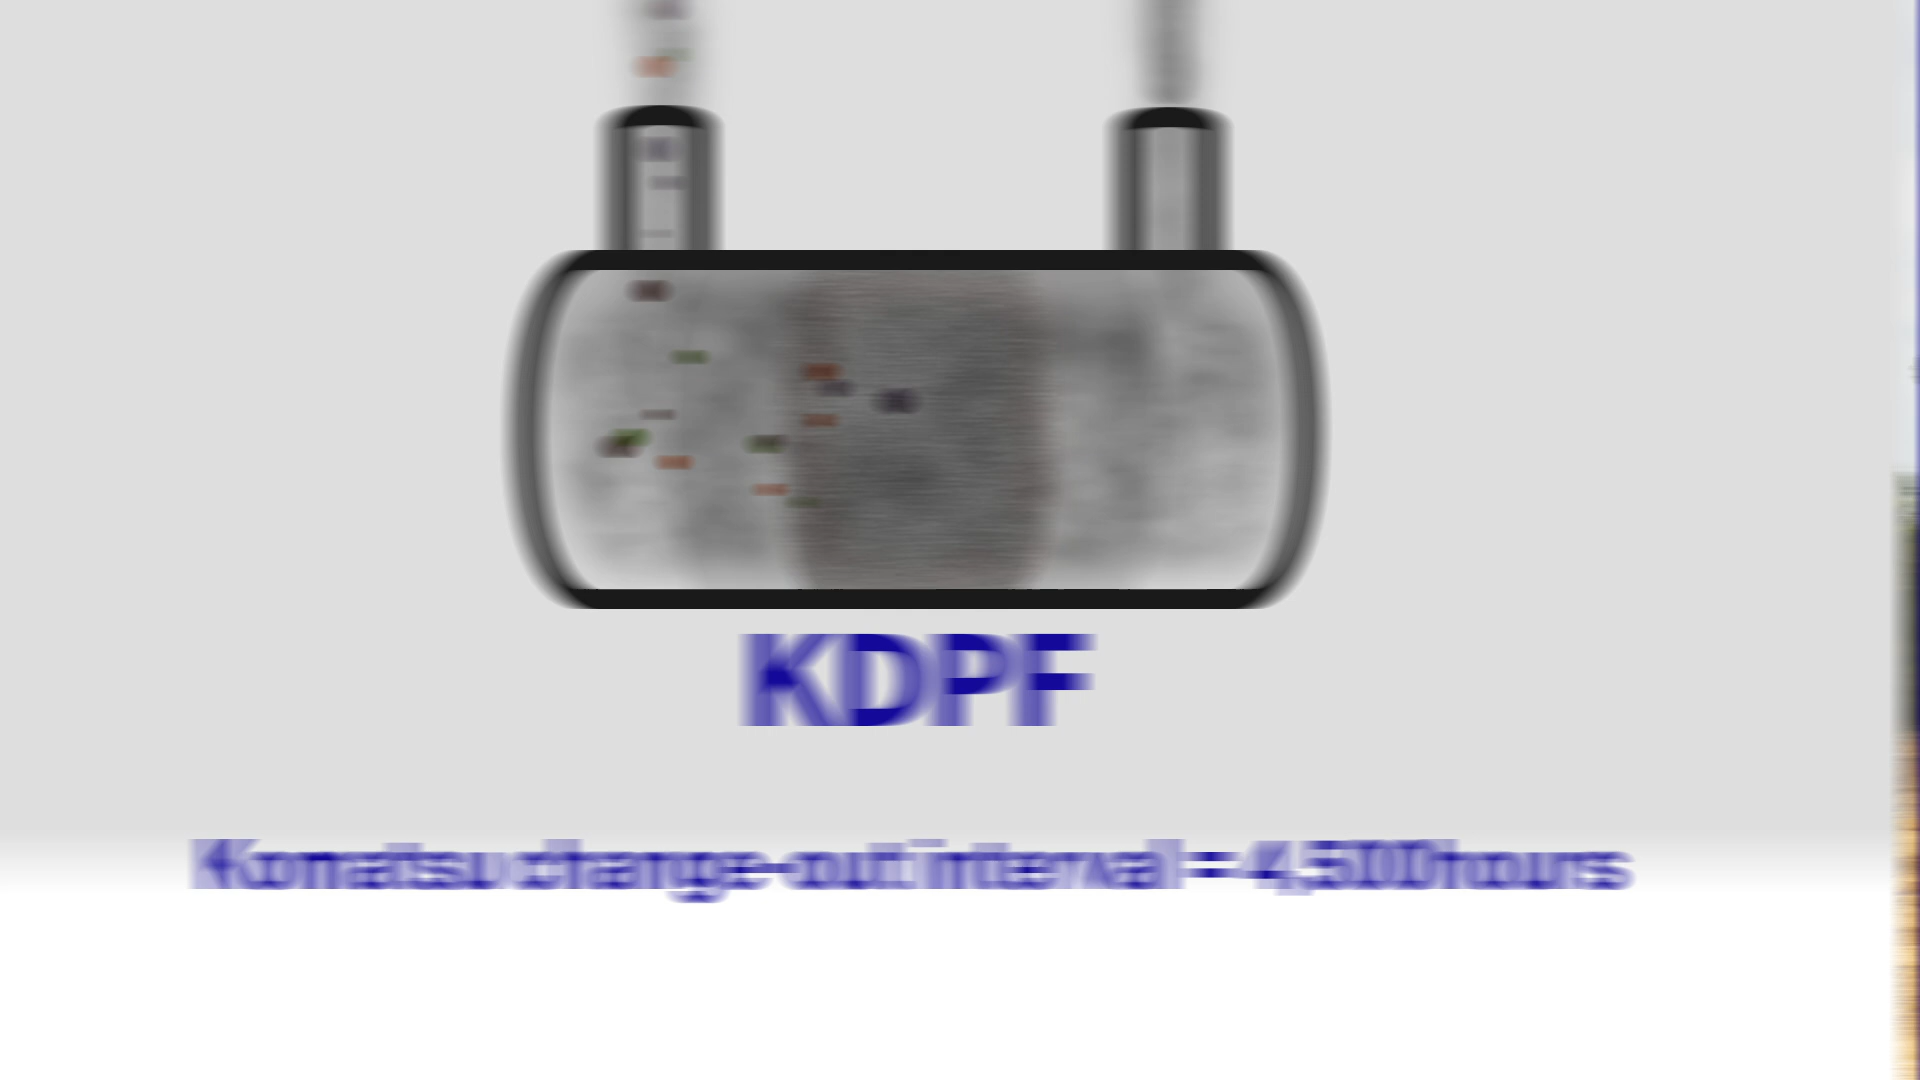 KDPF
Komatsu change-out interval = 4,500 hours